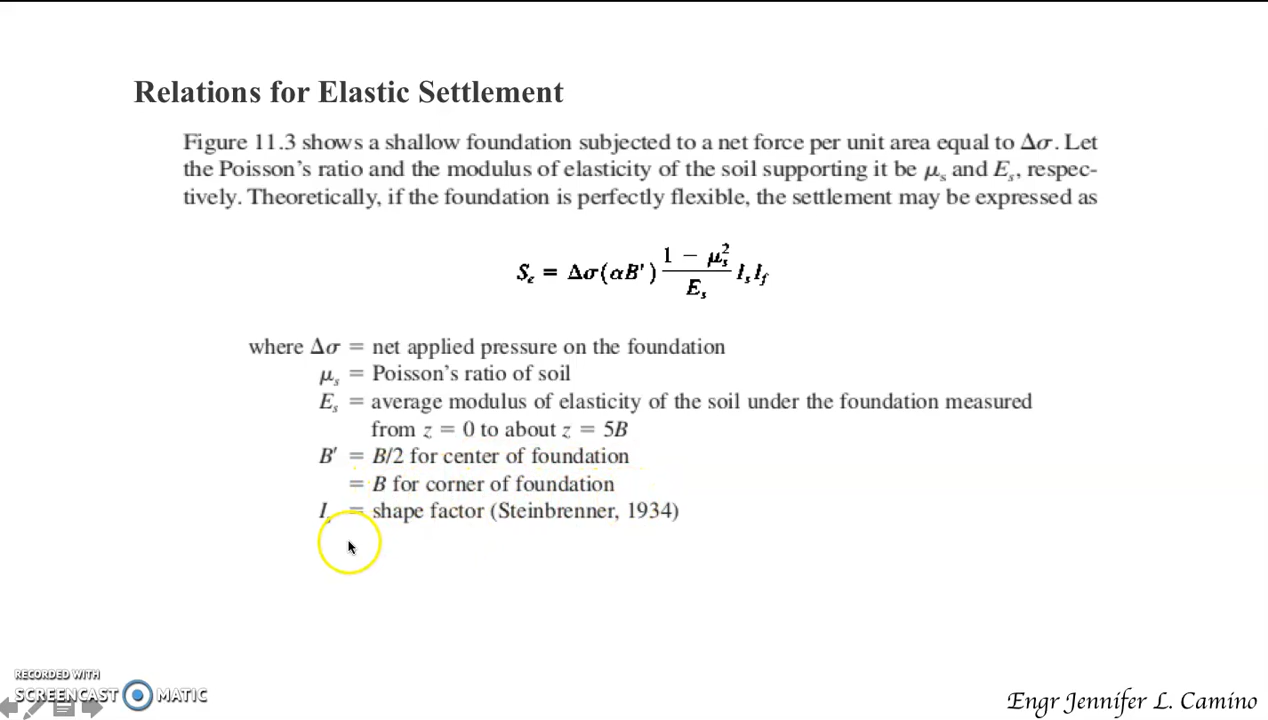 Relations for Elastic Settlement
Figure 11.3 shows a shallow foundation subjected to a net force per unit area equal to Δσ. Let
the Poisson's ratio and the modulus of elasticity of the soil supporting it be μₛ and Eₛ, respec-
tively. Theoretically, if the foundation is perfectly flexible, the settlement may be expressed as
Sₑ = Δσ(αB') (1 − μₛ²)/Eₛ Iₛ I_f
where Δσ = net applied pressure on the foundation
μₛ = Poisson's ratio of soil
Eₛ = average modulus of elasticity of the soil under the foundation measured
from z = 0 to about z = 5B
B' = B/2 for center of foundation
= B for corner of foundation
Iₛ = shape factor (Steinbrenner, 1934)
RECORDED WITH
SCREENCAST MATIC
Engr Jennifer L. Camino